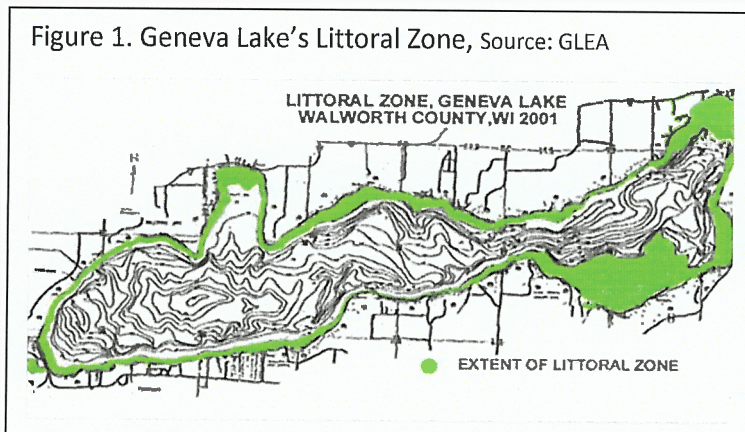 Figure 1. Geneva Lake's Littoral Zone, Source: GLEA
LITTORAL ZONE, GENEVA LAKE
WALWORTH COUNTY,WI 2001
EXTENT OF LITTORAL ZONE